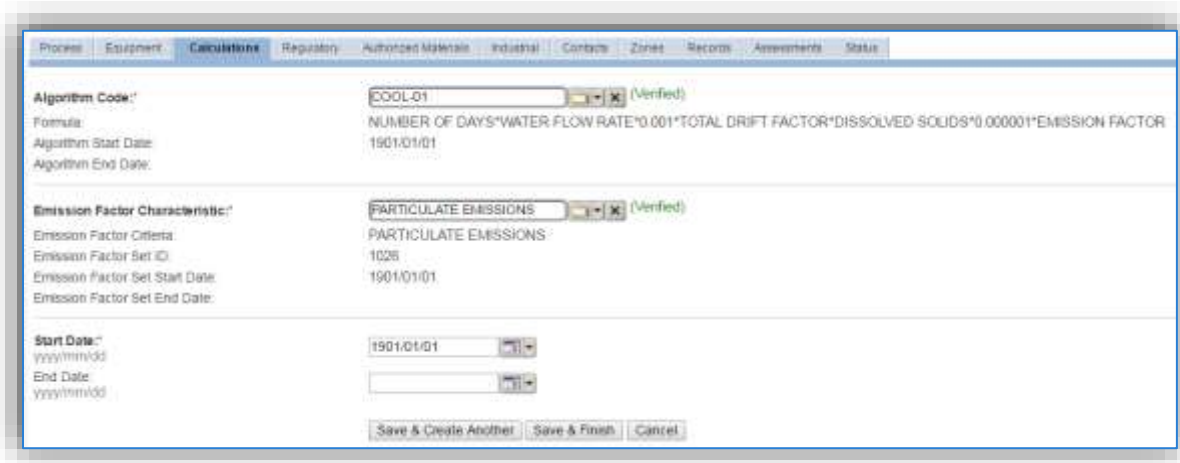 Process Equipment Calculations Regulatory Authorized Materials Industrial Contacts Zones Records Assessments Status
Algorithm Code:* COOL-01 (Verified)
Formula: NUMBER OF DAYS*WATER FLOW RATE*0.001*TOTAL DRIFT FACTOR*DISSOLVED SOLIDS*0.000001*EMISSION FACTOR
Algorithm Start Date: 1901/01/01
Algorithm End Date:
Emission Factor Characteristic:* PARTICULATE EMISSIONS (Verified)
Emission Factor Criteria: PARTICULATE EMISSIONS
Emission Factor Set ID: 1026
Emission Factor Set Start Date: 1901/01/01
Emission Factor Set End Date:
Start Date:* 1901/01/01
yyyy/mm/dd
End Date:
yyyy/mm/dd
Save & Create Another Save & Finish Cancel